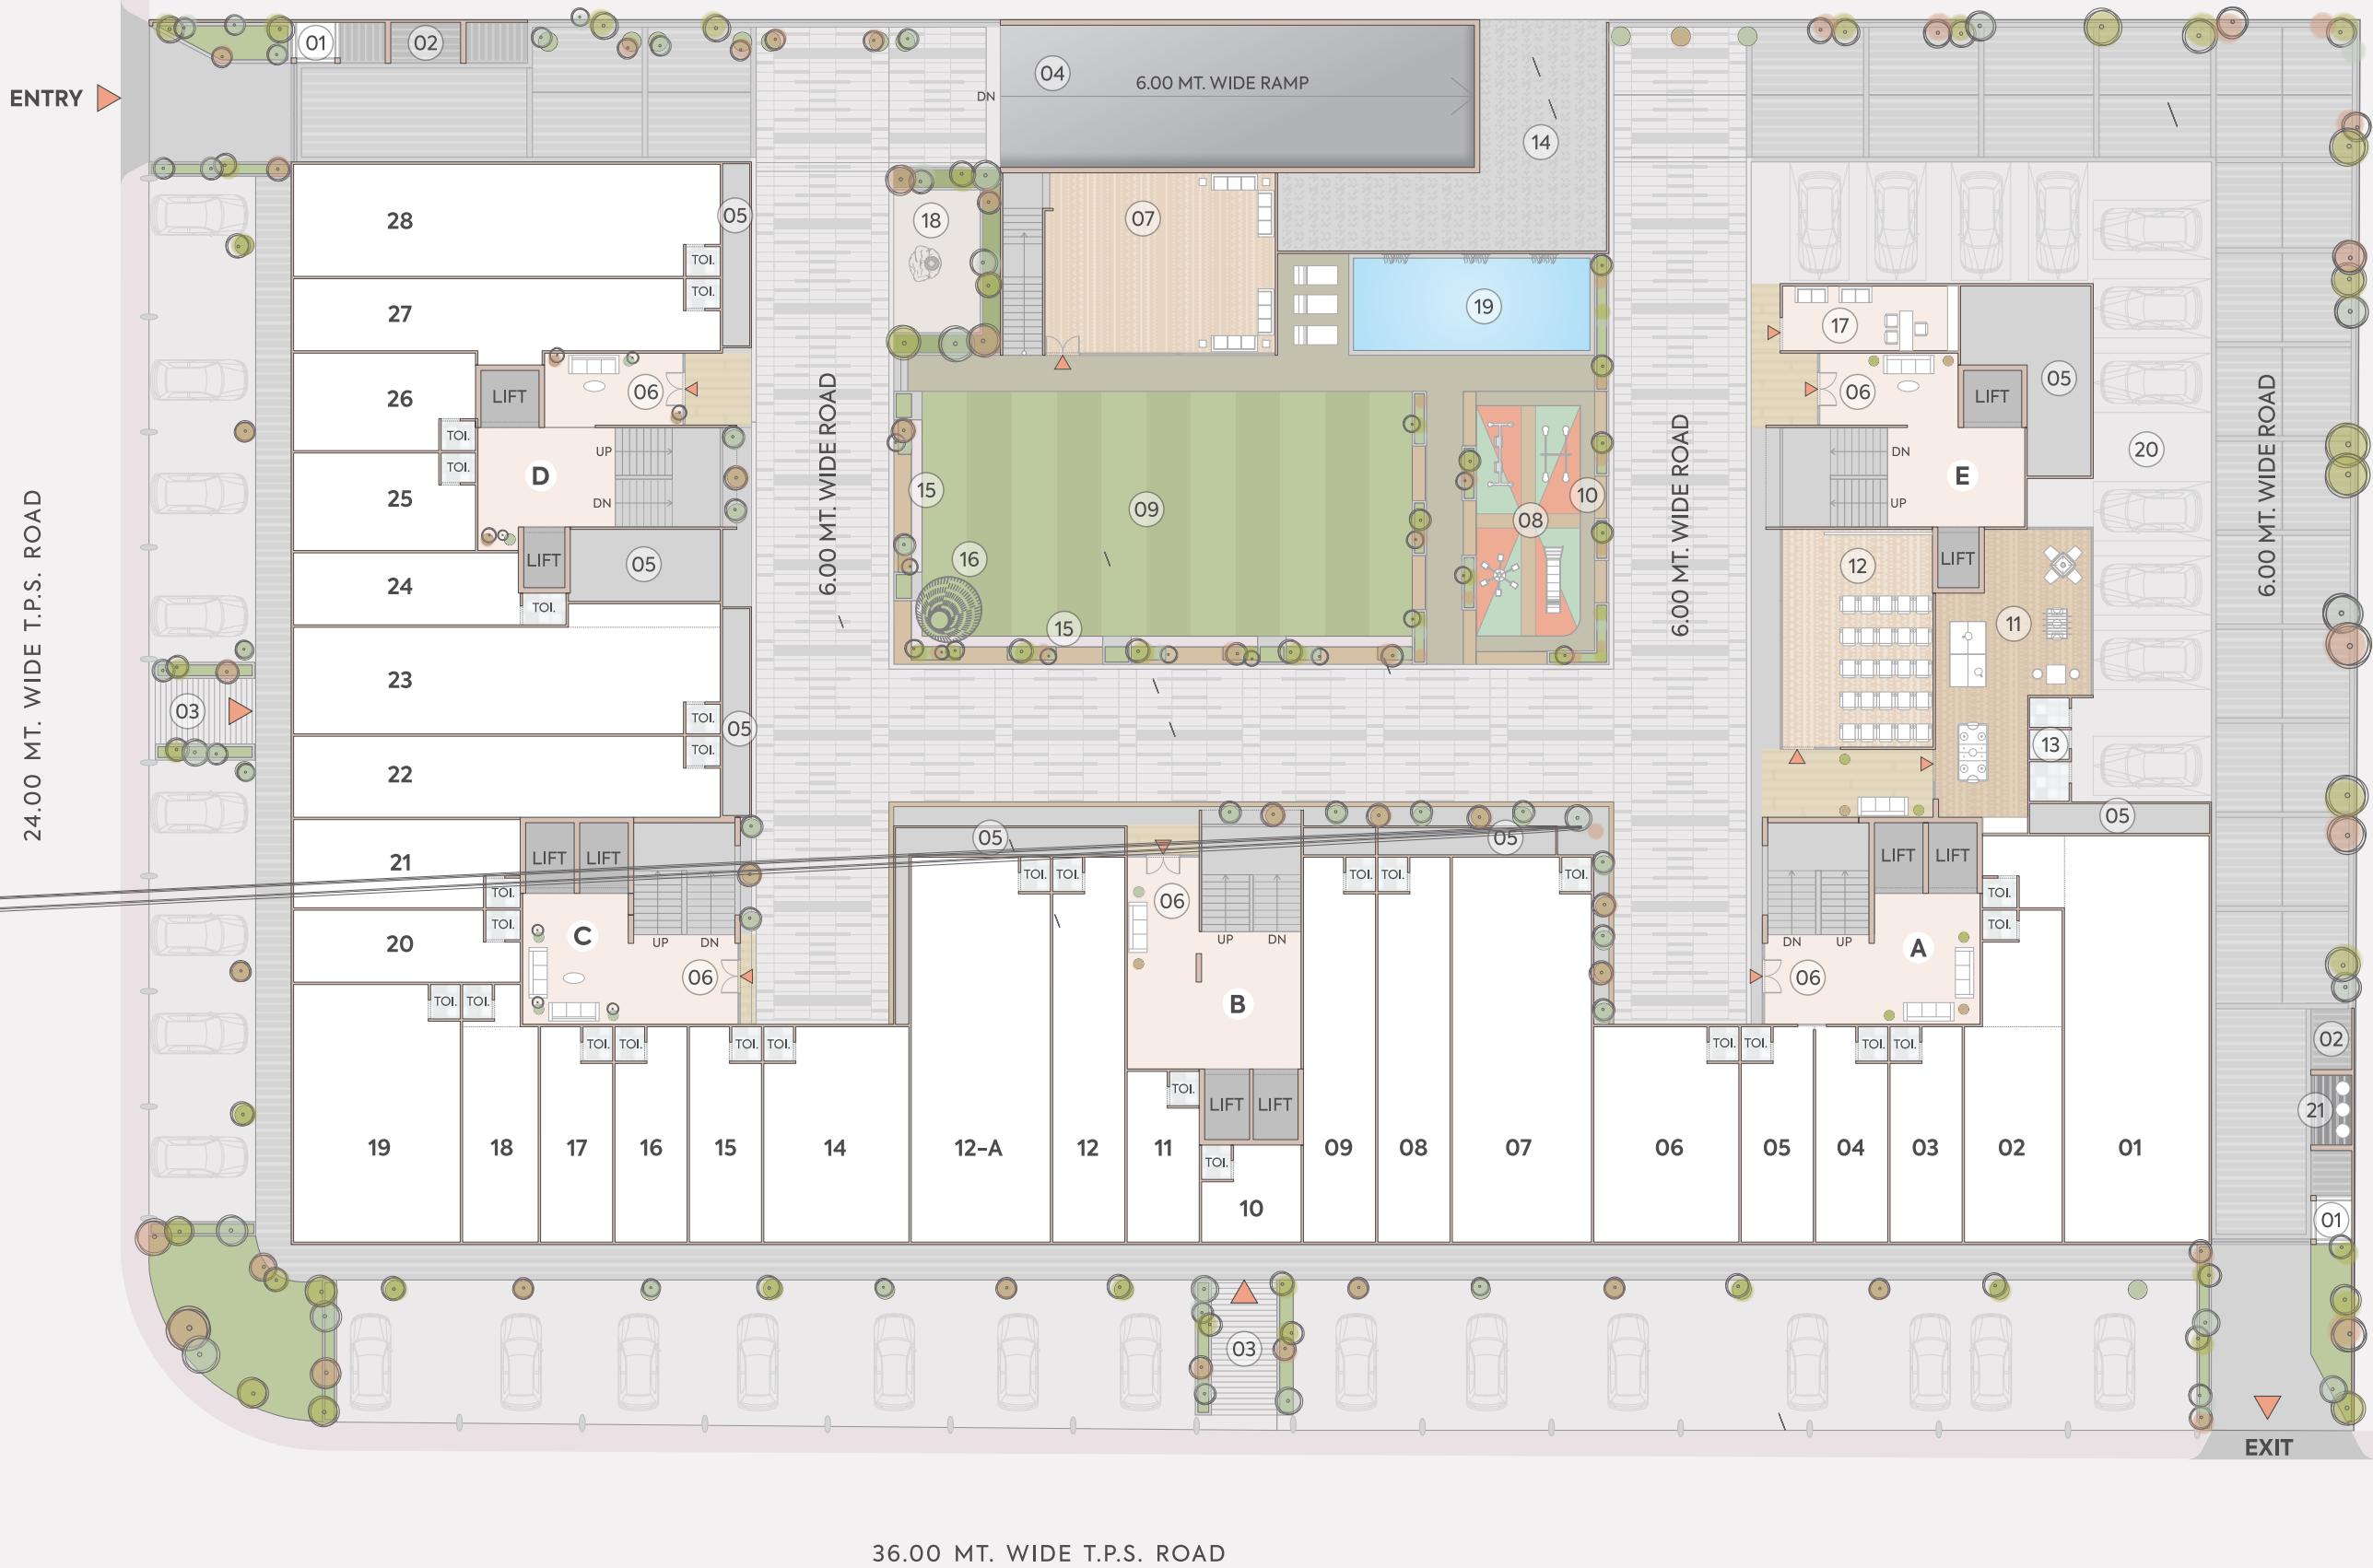 01
02
04
6.00 MT. WIDE RAMP
DN
ENTRY
14
28
05
TOI.
TOI.
27
18
07
19
17
06
LIFT
05
26
LIFT
06
TOI.
TOI.
25
UP
D
DN
LIFT
05
24
TOI.
6.00 MT. WIDE ROAD
15
09
16
15
10
08
6.00 MT. WIDE ROAD
DN
E
UP
20
6.00 MT. WIDE ROAD
12
LIFT
11
13
05
24.00 MT. WIDE T.P.S. ROAD
03
23
TOI.
TOI.
05
22
21
LIFT
LIFT
TOI.
TOI.
20
C
UP
DN
06
05
TOI.
TOI.
06
UP
DN
B
05
TOI.
TOI.
TOI.
LIFT
LIFT
TOI.
TOI.
DN
UP
A
06
TOI.
TOI.
TOI.
TOI.
TOI.
TOI.
TOI.
TOI.
TOI.
LIFT
LIFT
TOI.
TOI.
TOI.
TOI.
02
21
01
19
18
17
16
15
14
12-A
12
11
10
09
08
07
06
05
04
03
02
01
03
EXIT
36.00 MT. WIDE T.P.S. ROAD